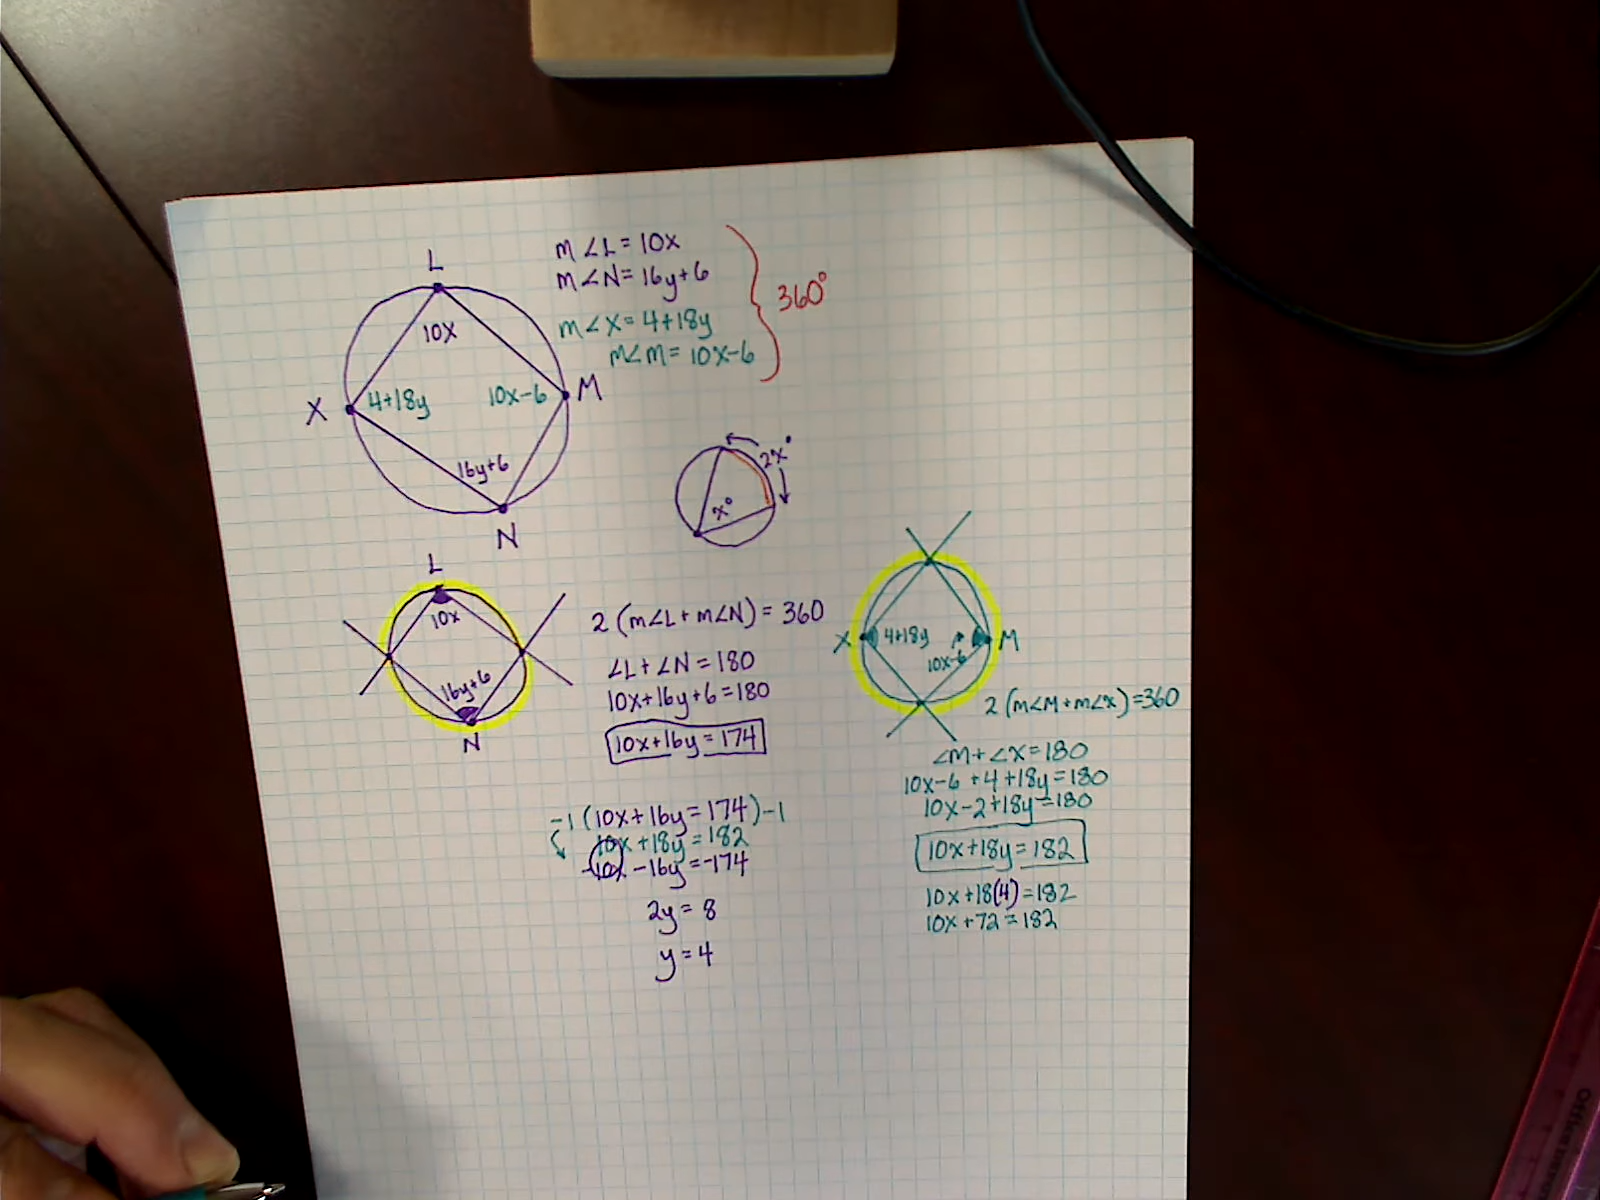 L
m∠L = 10x
m∠N = 16y+6
m∠X = 4+18y
m∠M = 10x-6
360°
10x
X
4+18y
10x-6
M
16y+6
N
2x°
x°
L
10x
16y+6
N
2 (m∠L + m∠N) = 360
∠L + ∠N = 180
10x+16y+6=180
10x+16y = 174
-1 (10x+16y = 174) -1
10x +18y = 182
-10x -16y = -174
2y = 8
y = 4
X
4+18y
10x-6
M
2 (m∠M + m∠X) = 360
∠M + ∠X = 180
10x-6 +4 +18y = 180
10x-2+18y = 180
10x+18y = 182
10x+18(4) = 182
10x+72 = 182